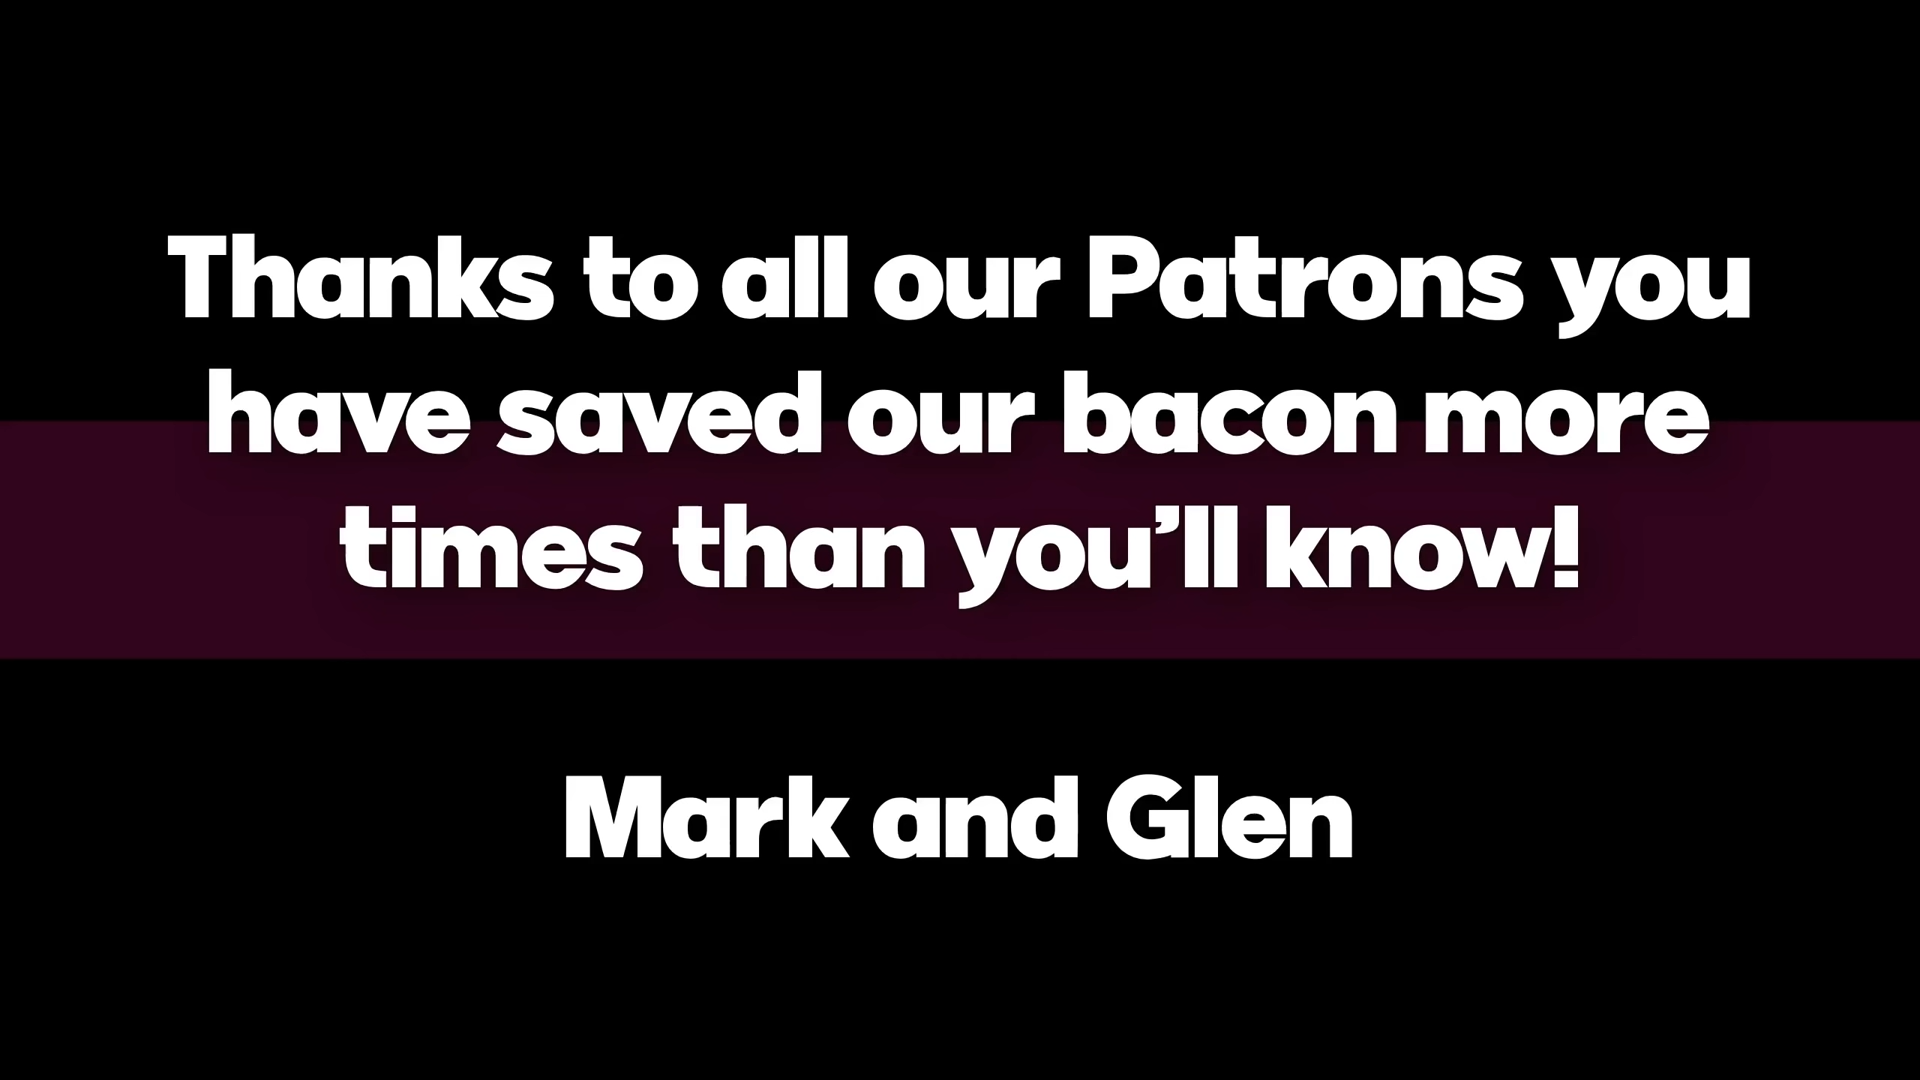 Thanks to all our Patrons you
have saved our bacon more
times than you’ll know!
Mark and Glen